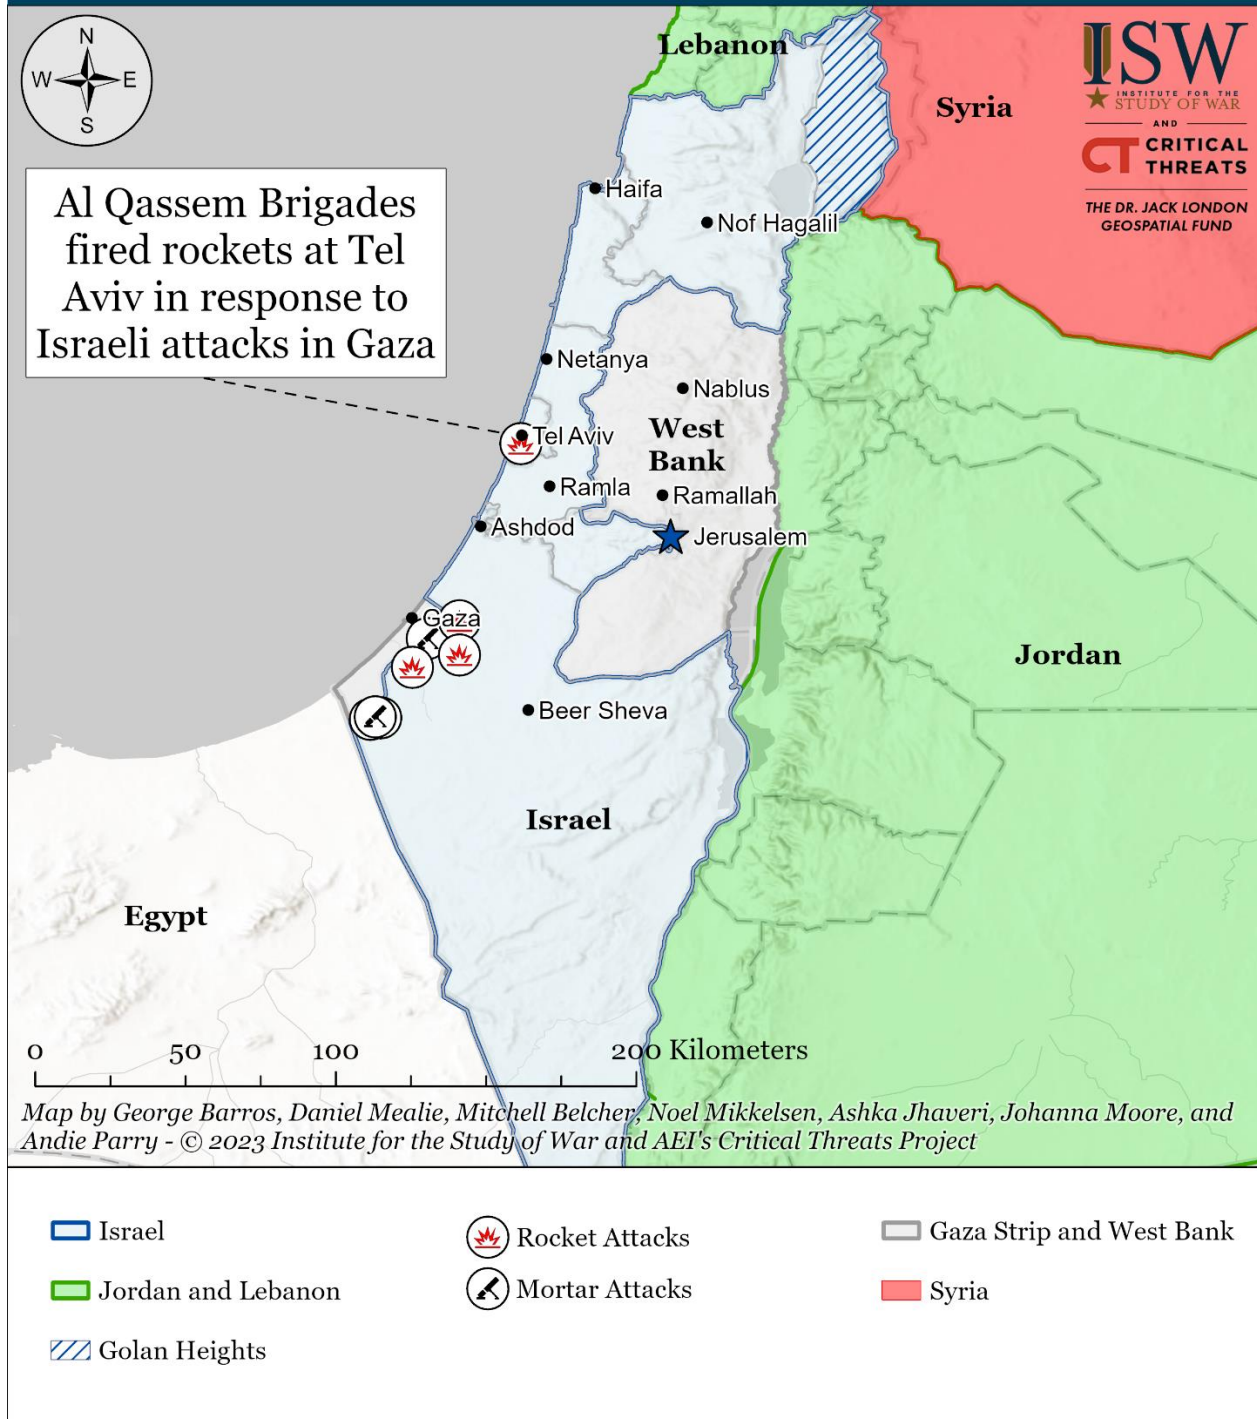 N
W
E
S
Lebanon
Syria
ISW
INSTITUTE FOR THE
STUDY OF WAR
AND
CT CRITICAL
THREATS
THE DR. JACK LONDON
GEOSPATIAL FUND
Al Qassem Brigades
fired rockets at Tel
Aviv in response to
Israeli attacks in Gaza
Haifa
Nof Hagalil
Netanya
Nablus
Tel Aviv
West
Bank
Ramla
Ramallah
Ashdod
Jerusalem
Gaza
Jordan
Beer Sheva
Israel
Egypt
0 50 100 200 Kilometers
Map by George Barros, Daniel Mealie, Mitchell Belcher, Noel Mikkelsen, Ashka Jhaveri, Johanna Moore, and
Andie Parry - © 2023 Institute for the Study of War and AEI's Critical Threats Project
Israel
Rocket Attacks
Gaza Strip and West Bank
Jordan and Lebanon
Mortar Attacks
Syria
Golan Heights